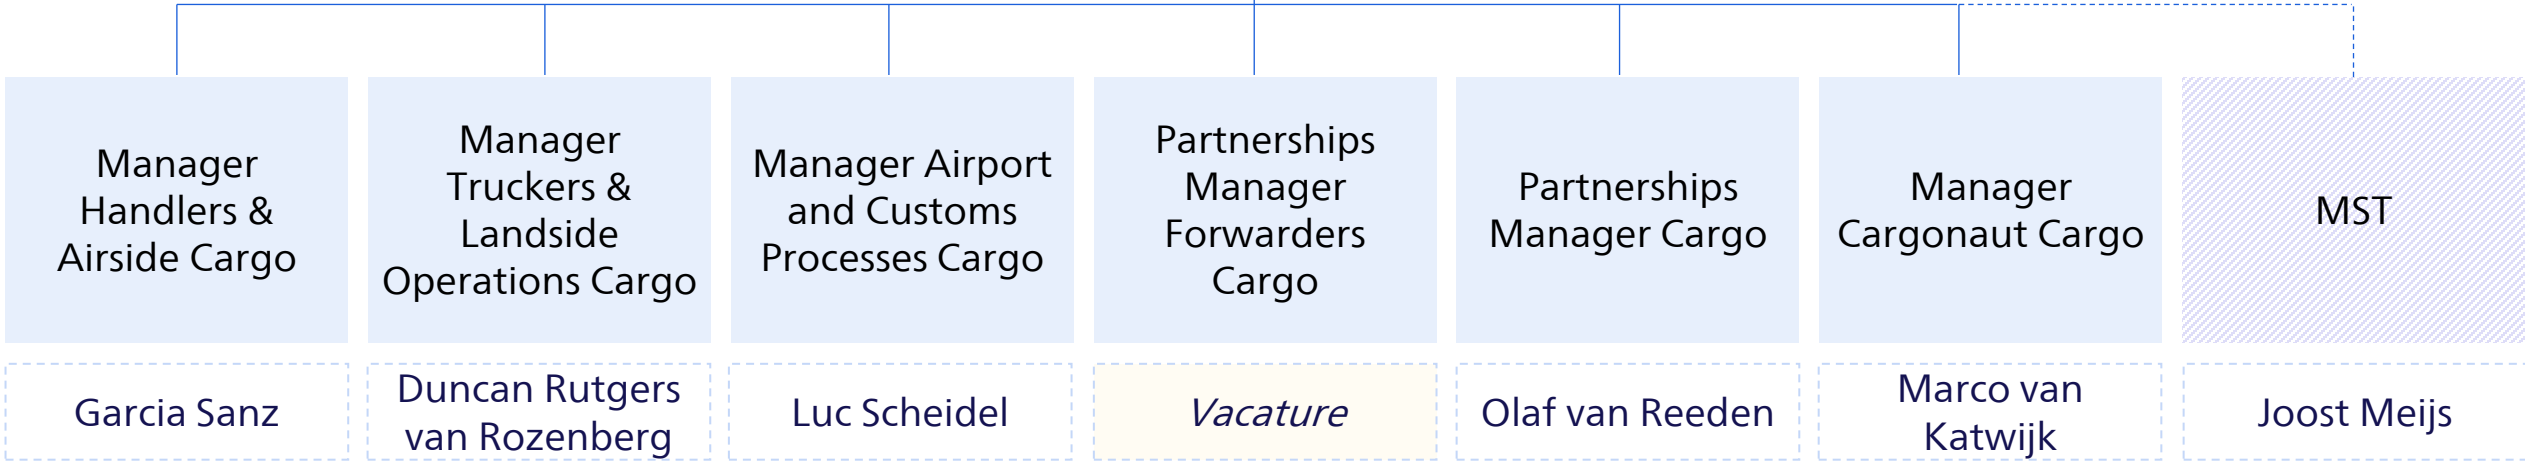 Manager
Handlers &
Airside Cargo
Manager
Truckers &
Landside
Operations Cargo
Manager Airport
and Customs
Processes Cargo
Partnerships
Manager
Forwarders
Cargo
Partnerships
Manager Cargo
Manager
Cargonaut Cargo
MST
Garcia Sanz
Duncan Rutgers
van Rozenberg
Luc Scheidel
Vacature
Olaf van Reeden
Marco van
Katwijk
Joost Meijs